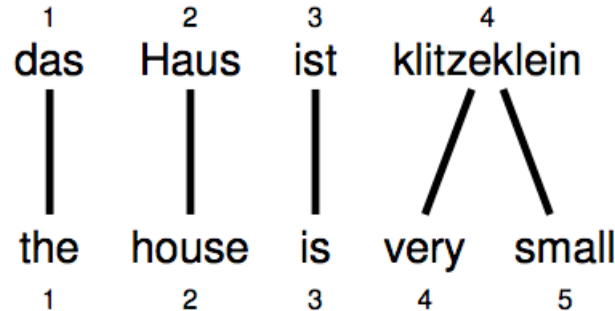 1 2 3 4
das Haus ist klitzeklein
the house is very small
1 2 3 4 5